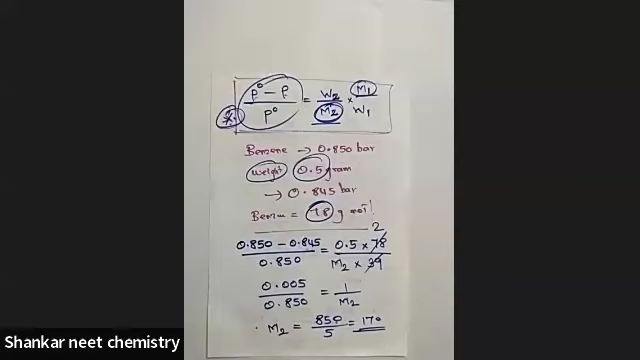 P° - P / P° = W2 / M2 × M1 / W1
2
Benzene → 0.850 bar
weight 0.5 gram
→ 0.845 bar
= 78 g mol⁻¹
0.850 - 0.845 / 0.850 = 0.5 × 78 2 / M2 × 39
0.005 / 0.850 = 1 / M2
∴ M2 = 850 / 5 = 170
Shankar neet chemistry